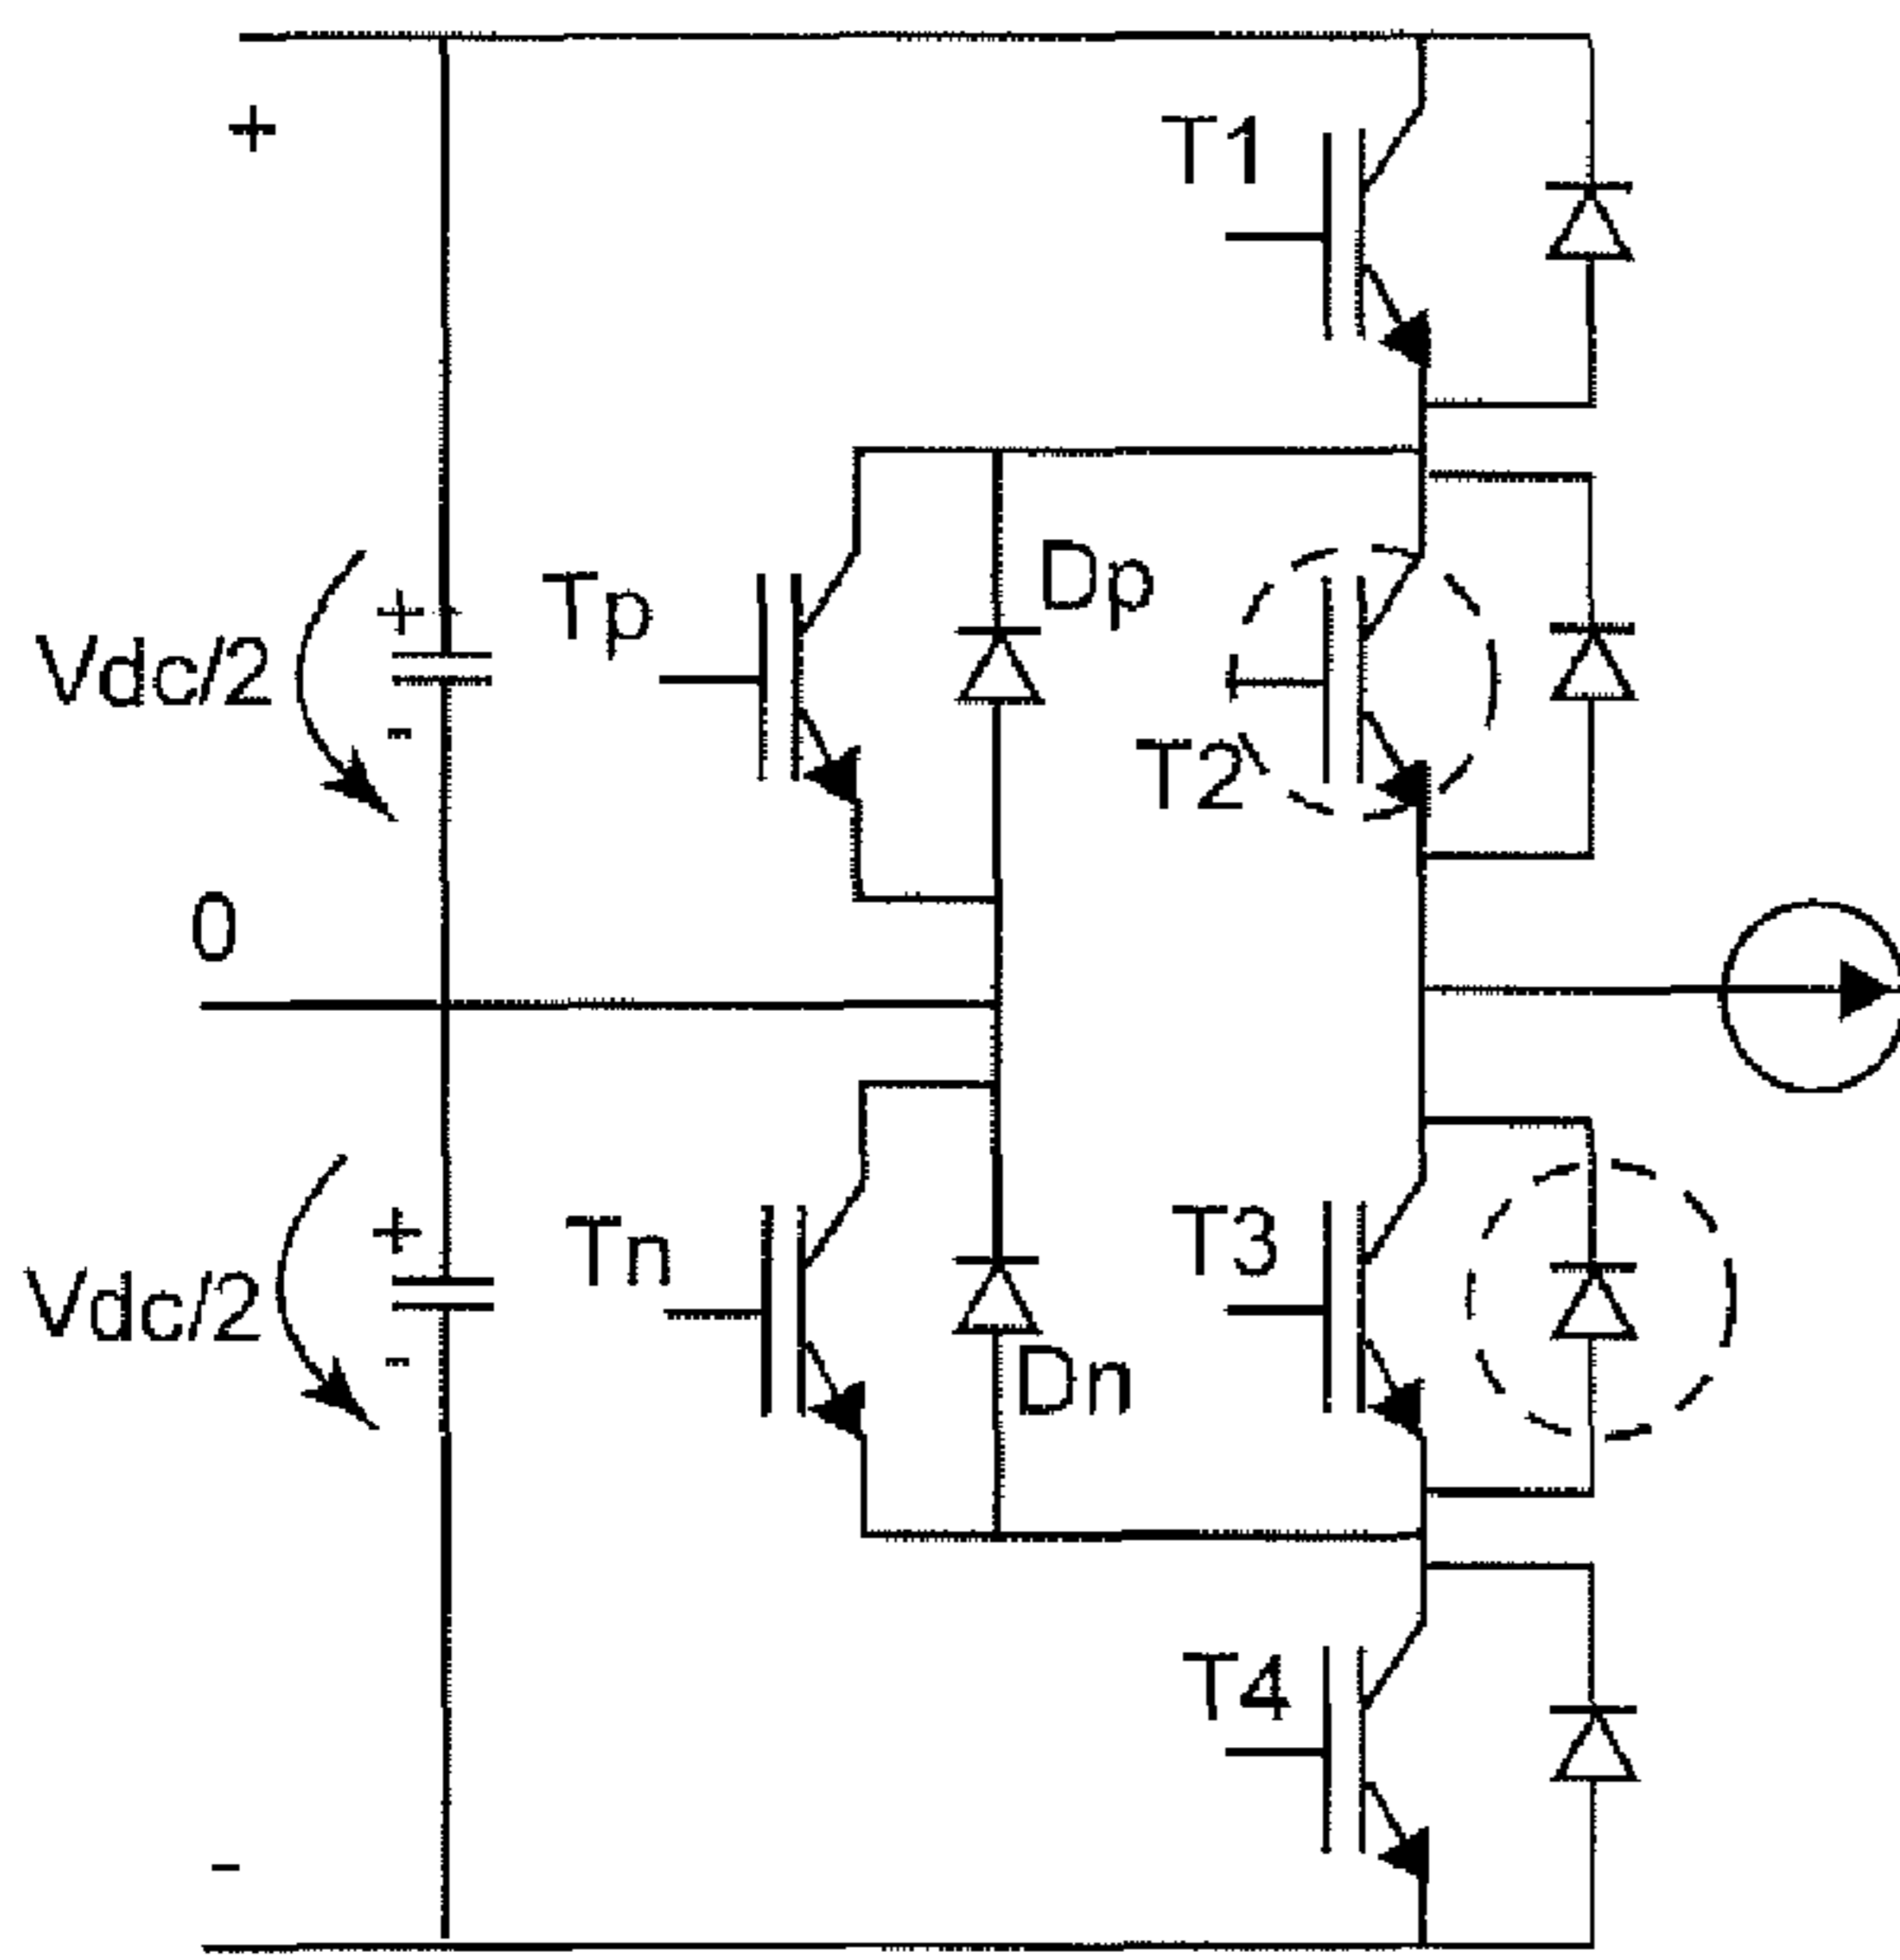 +
T1
Tp
Dp
+
Vdc/2
-
T2
0
Tn
T3
+
Vdc/2
-
Dn
T4
-